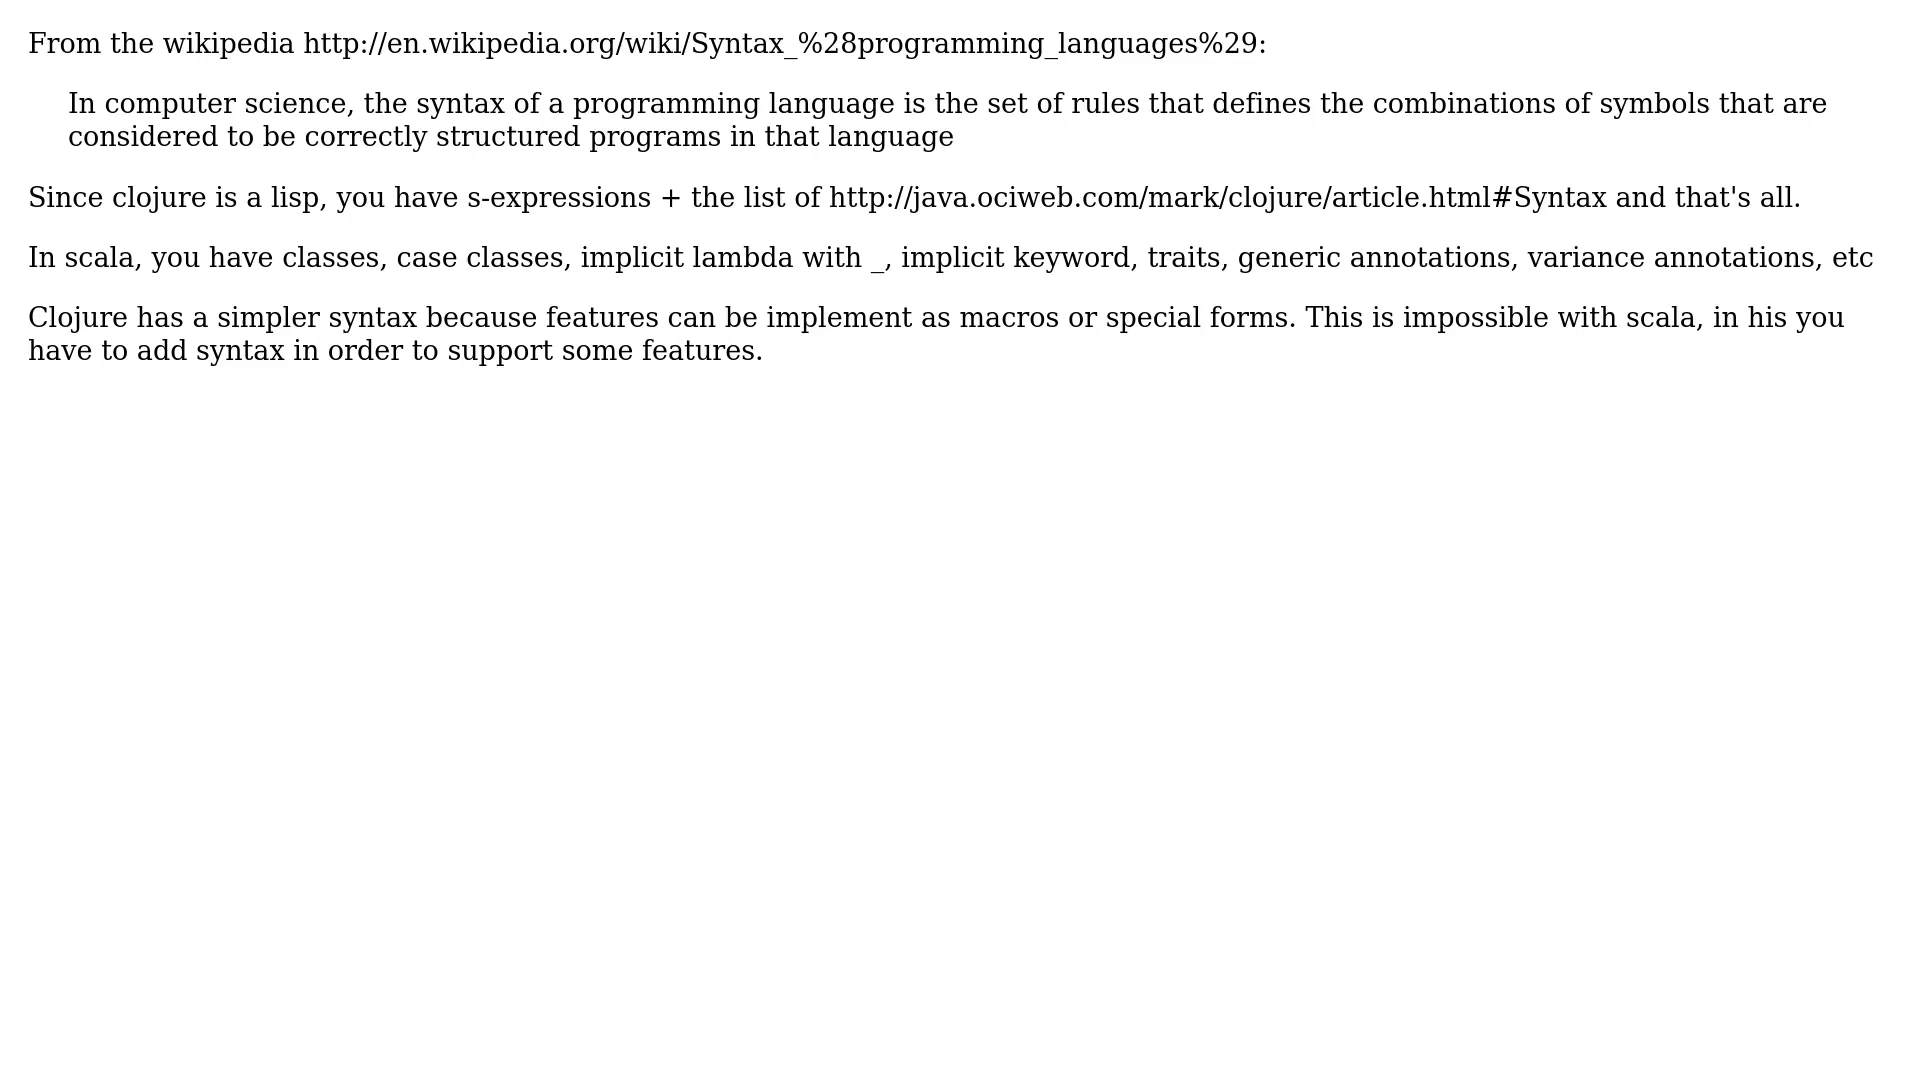 From the wikipedia http://en.wikipedia.org/wiki/Syntax_%28programming_languages%29:
In computer science, the syntax of a programming language is the set of rules that defines the combinations of symbols that are
considered to be correctly structured programs in that language
Since clojure is a lisp, you have s-expressions + the list of http://java.ociweb.com/mark/clojure/article.html#Syntax and that's all.
In scala, you have classes, case classes, implicit lambda with _, implicit keyword, traits, generic annotations, variance annotations, etc
Clojure has a simpler syntax because features can be implement as macros or special forms. This is impossible with scala, in his you
have to add syntax in order to support some features.